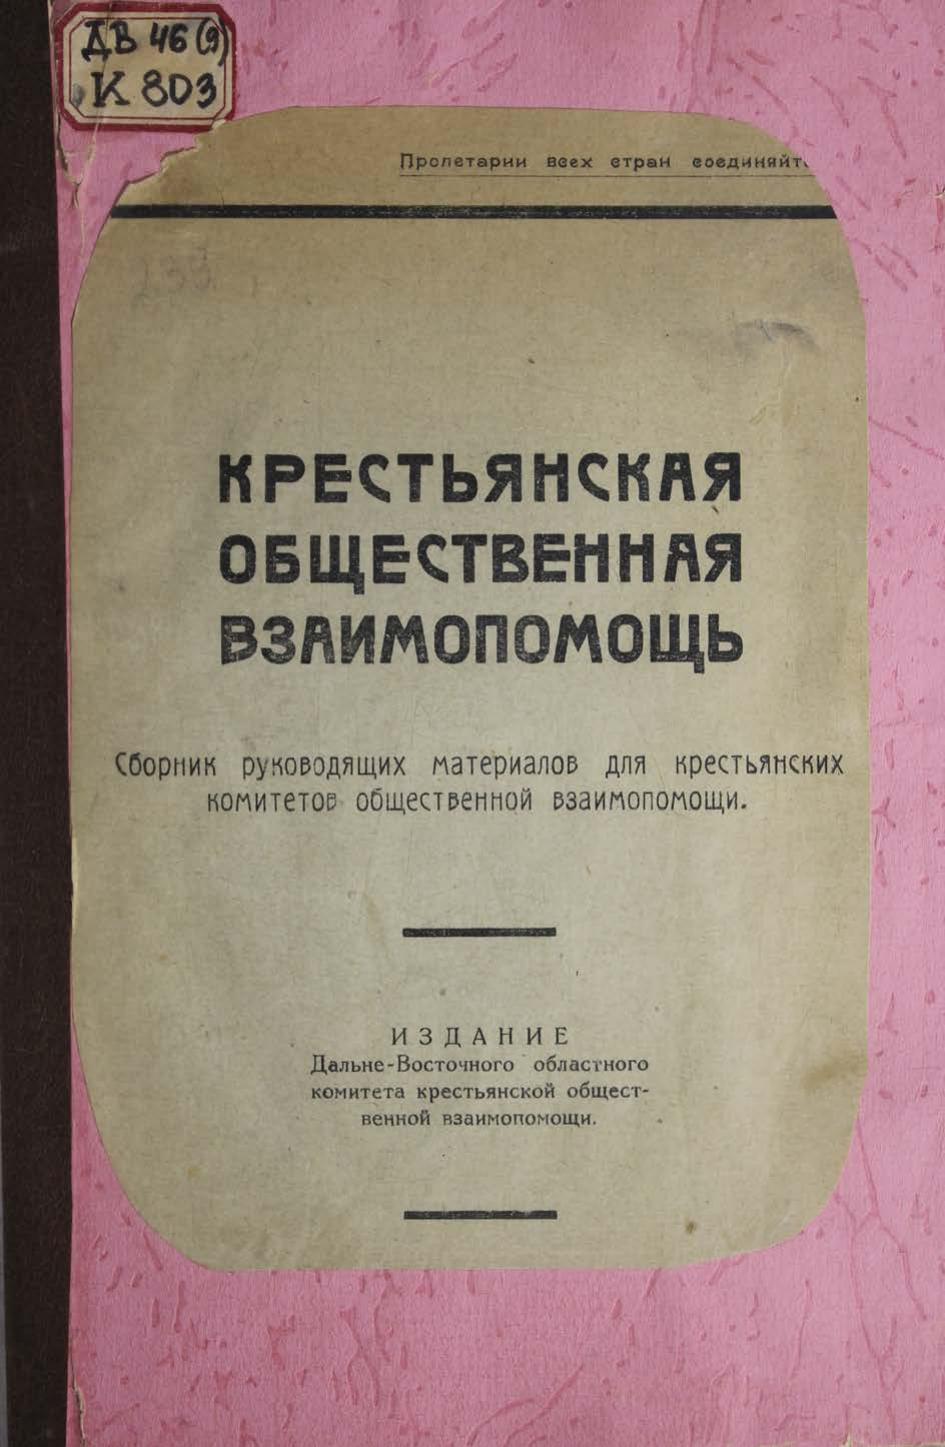 ДВ 46(9)
К 803
Пролетарии всех стран соединяйт
КРЕСТЬЯНСКАЯ
ОБЩЕСТВЕННАЯ
ВЗАИМОПОМОЩЬ
Сборник руководящих материалов для крестьянских
комитетов общественной взаимопомощи.
ИЗДАНИЕ
Дальне-Восточного областного
комитета крестьянской общест-
венной взаимопомощи.